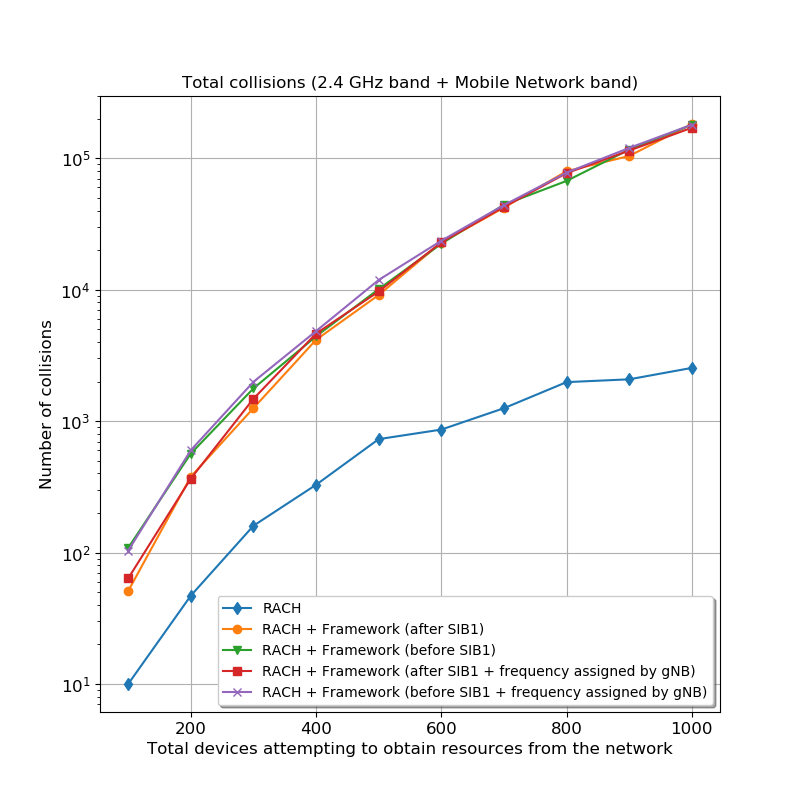 Total collisions (2.4 GHz band + Mobile Network band)
Number of collisions
10^5
10^4
10^3
10^2
10^1
RACH
RACH + Framework (after SIB1)
RACH + Framework (before SIB1)
RACH + Framework (after SIB1 + frequency assigned by gNB)
RACH + Framework (before SIB1 + frequency assigned by gNB)
200 400 600 800 1000
Total devices attempting to obtain resources from the network